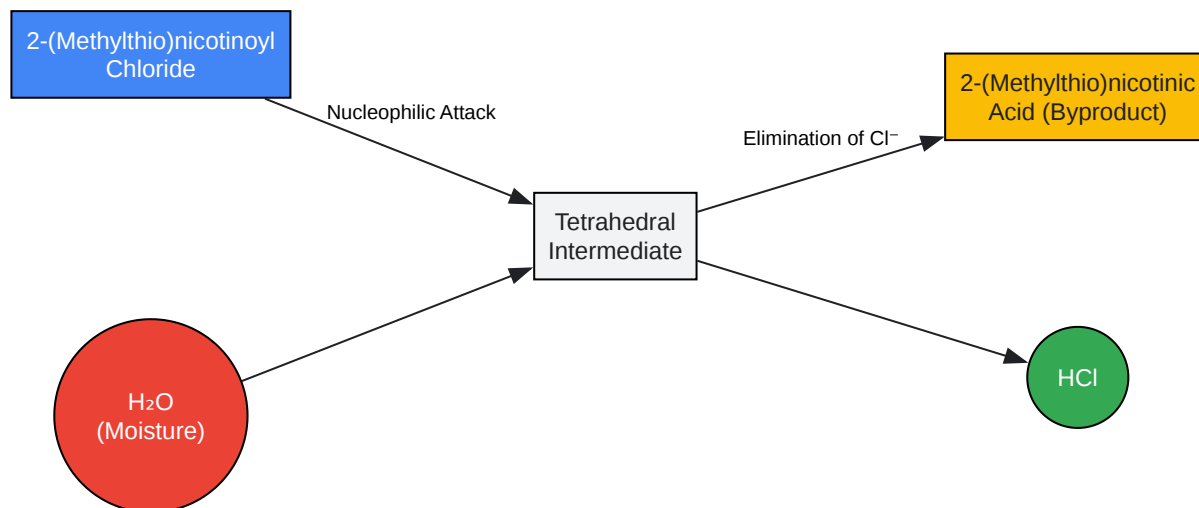 2-(Methylthio)nicotinoyl
Chloride
Nucleophilic Attack
H₂O
(Moisture)
Tetrahedral
Intermediate
Elimination of Cl⁻
2-(Methylthio)nicotinic
Acid (Byproduct)
HCl